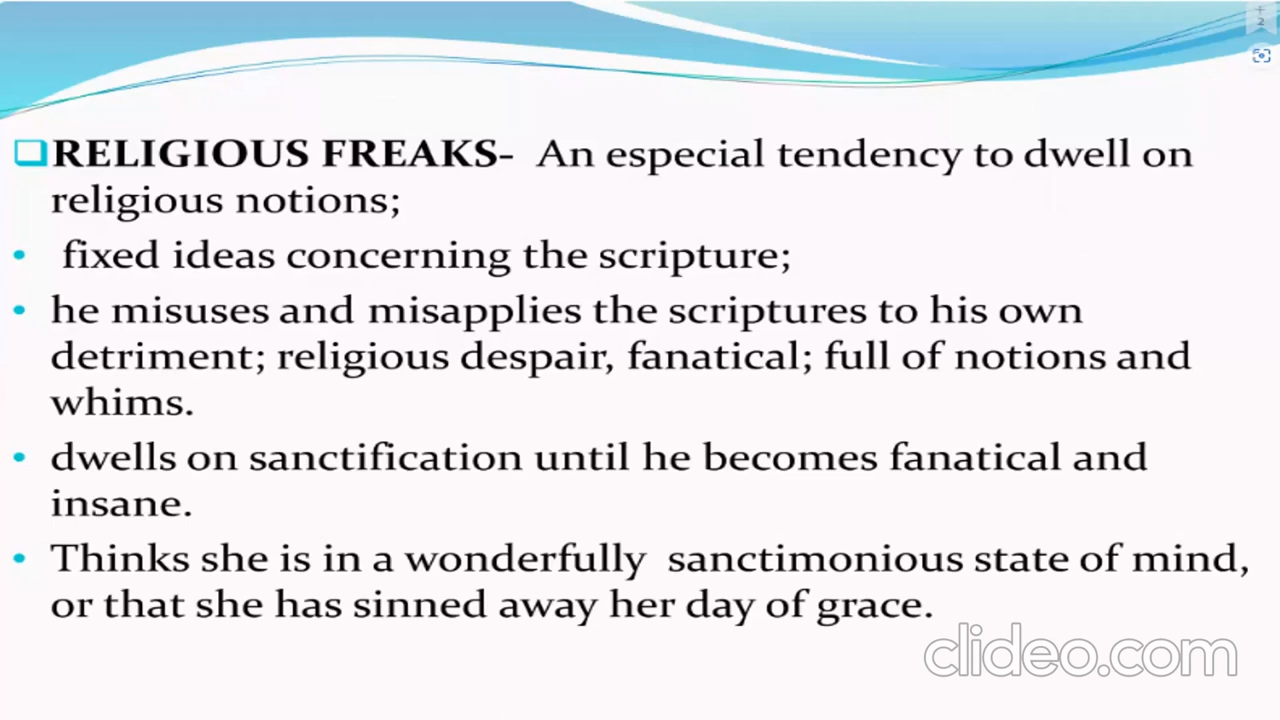 +
2
RELIGIOUS FREAKS- An especial tendency to dwell on
religious notions;
• fixed ideas concerning the scripture;
• he misuses and misapplies the scriptures to his own
detriment; religious despair, fanatical; full of notions and
whims.
• dwells on sanctification until he becomes fanatical and
insane.
• Thinks she is in a wonderfully sanctimonious state of mind,
or that she has sinned away her day of grace.
clideo.com